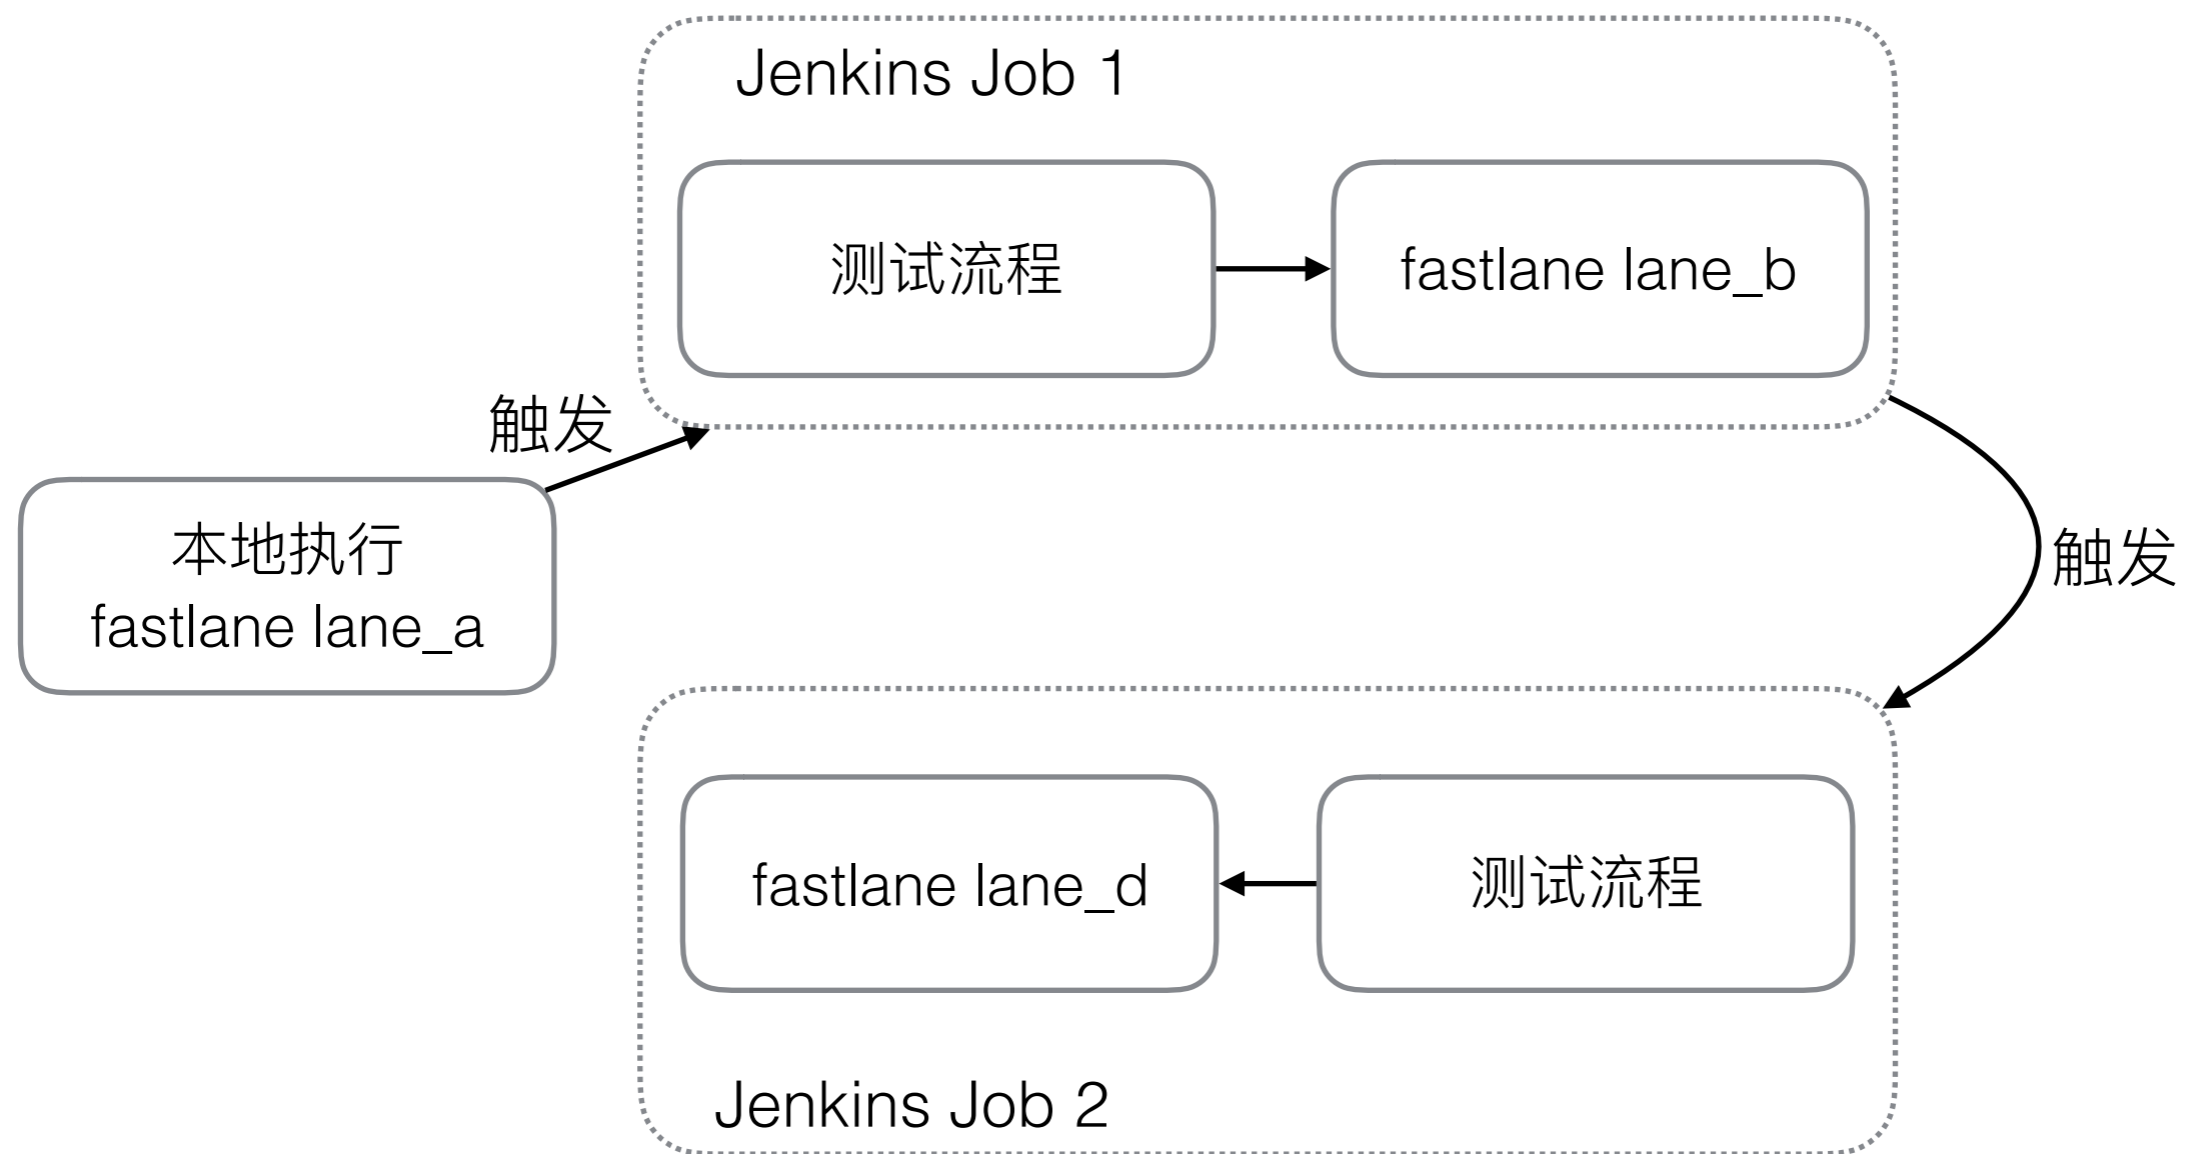 Jenkins Job 1
测试流程
fastlane lane_b
触发
本地执行
fastlane lane_a
触发
fastlane lane_d
测试流程
Jenkins Job 2